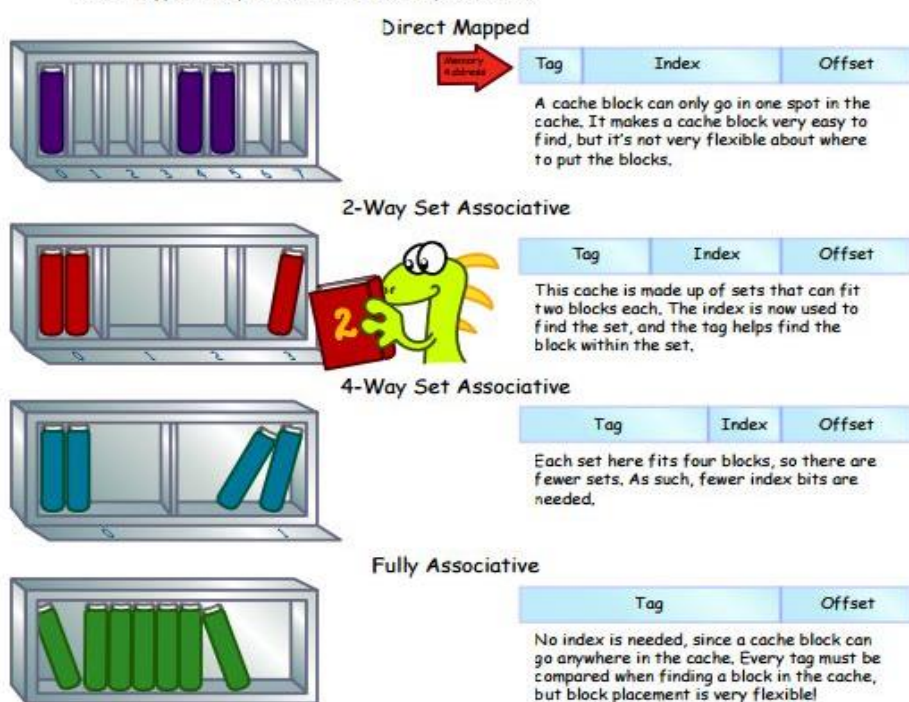 Direct Mapped
Memory
Address
Tag Index Offset
A cache block can only go in one spot in the
cache. It makes a cache block very easy to
find, but it's not very flexible about where
to put the blocks.
0 1 2 3 4 5 6 7
2-Way Set Associative
Tag Index Offset
2
This cache is made up of sets that can fit
two blocks each. The index is now used to
find the set, and the tag helps find the
block within the set.
0 1 2 3
4-Way Set Associative
Tag Index Offset
Each set here fits four blocks, so there are
fewer sets. As such, fewer index bits are
needed.
0 1
Fully Associative
Tag Offset
No index is needed, since a cache block can
go anywhere in the cache. Every tag must be
compared when finding a block in the cache,
but block placement is very flexible!